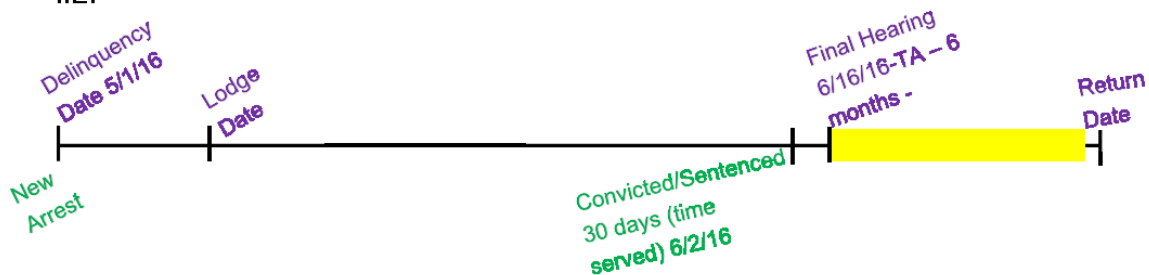 Delinquency
Date 5/1/16
Lodge
Date
Final Hearing
6/16/16-TA – 6
months -
Return
Date
New
Arrest
Convicted/Sentenced
30 days (time
served) 6/2/16